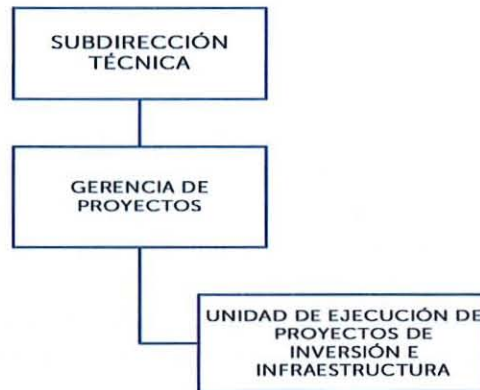 SUBDIRECCIÓN
TÉCNICA
GERENCIA DE
PROYECTOS
UNIDAD DE EJECUCIÓN DE
PROYECTOS DE
INVERSIÓN E
INFRAESTRUCTURA